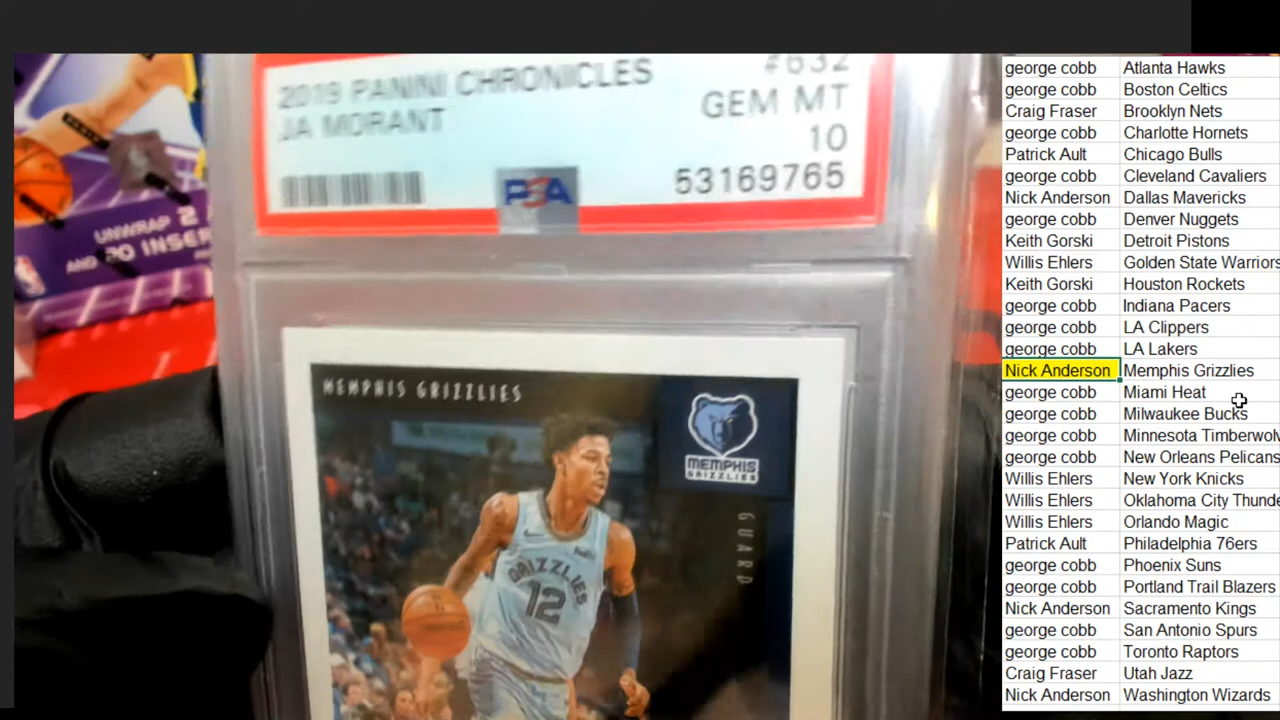 2019 PANINI CHRONICLES #632
JA MORANT GEM MT
10
PSA 53169765
UNWRAP 2
AND 20 INSER
MEMPHIS GRIZZLIES
MEMPHIS
GRIZZLIES
GUARD
GRIZZLIES
12
george cobb Atlanta Hawks
george cobb Boston Celtics
Craig Fraser Brooklyn Nets
george cobb Charlotte Hornets
Patrick Ault Chicago Bulls
george cobb Cleveland Cavaliers
Nick Anderson Dallas Mavericks
george cobb Denver Nuggets
Keith Gorski Detroit Pistons
Willis Ehlers Golden State Warriors
Keith Gorski Houston Rockets
george cobb Indiana Pacers
george cobb LA Clippers
george cobb LA Lakers
Nick Anderson Memphis Grizzlies
george cobb Miami Heat
george cobb Milwaukee Bucks
george cobb Minnesota Timberwol
george cobb New Orleans Pelicans
Willis Ehlers New York Knicks
Willis Ehlers Oklahoma City Thunde
Willis Ehlers Orlando Magic
Patrick Ault Philadelphia 76ers
george cobb Phoenix Suns
george cobb Portland Trail Blazers
Nick Anderson Sacramento Kings
george cobb San Antonio Spurs
george cobb Toronto Raptors
Craig Fraser Utah Jazz
Nick Anderson Washington Wizards